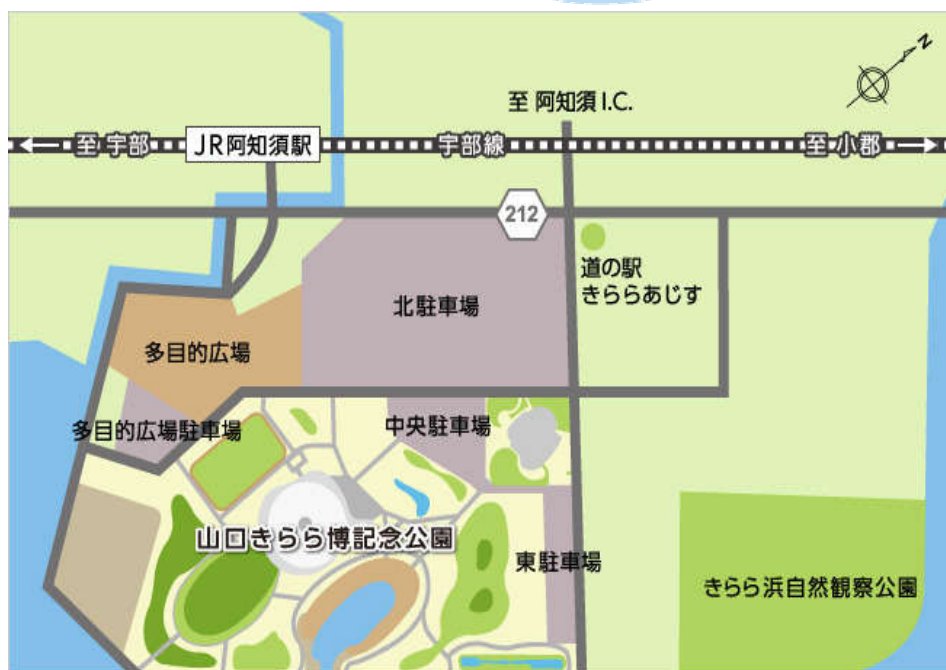 N
至 阿知須 I.C.
至 宇部
JR阿知須駅
宇部線
至 小郡
212
道の駅
きららあじす
北駐車場
多目的広場
多目的広場駐車場
中央駐車場
山口きらら博記念公園
東駐車場
きらら浜自然観察公園